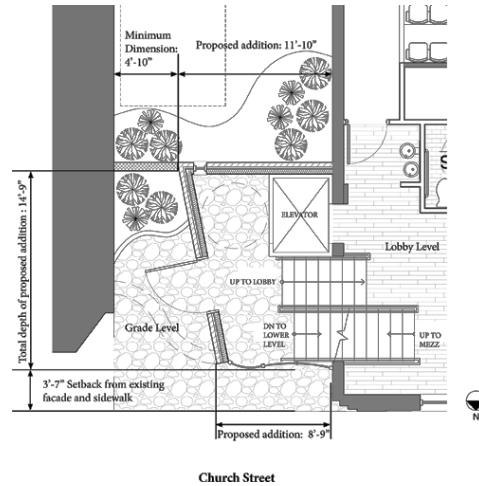 Minimum
Dimension:
4'-10"
Proposed addition: 11'-10"
Total depth of proposed addition : 14'-9"
ELEVATOR
Lobby Level
UP TO LOBBY
Grade Level
DN TO
LOWER
LEVEL
UP TO
MEZZ
3'-7" Setback from existing
facade and sidewalk
Proposed addition: 8'-9"
N
Church Street